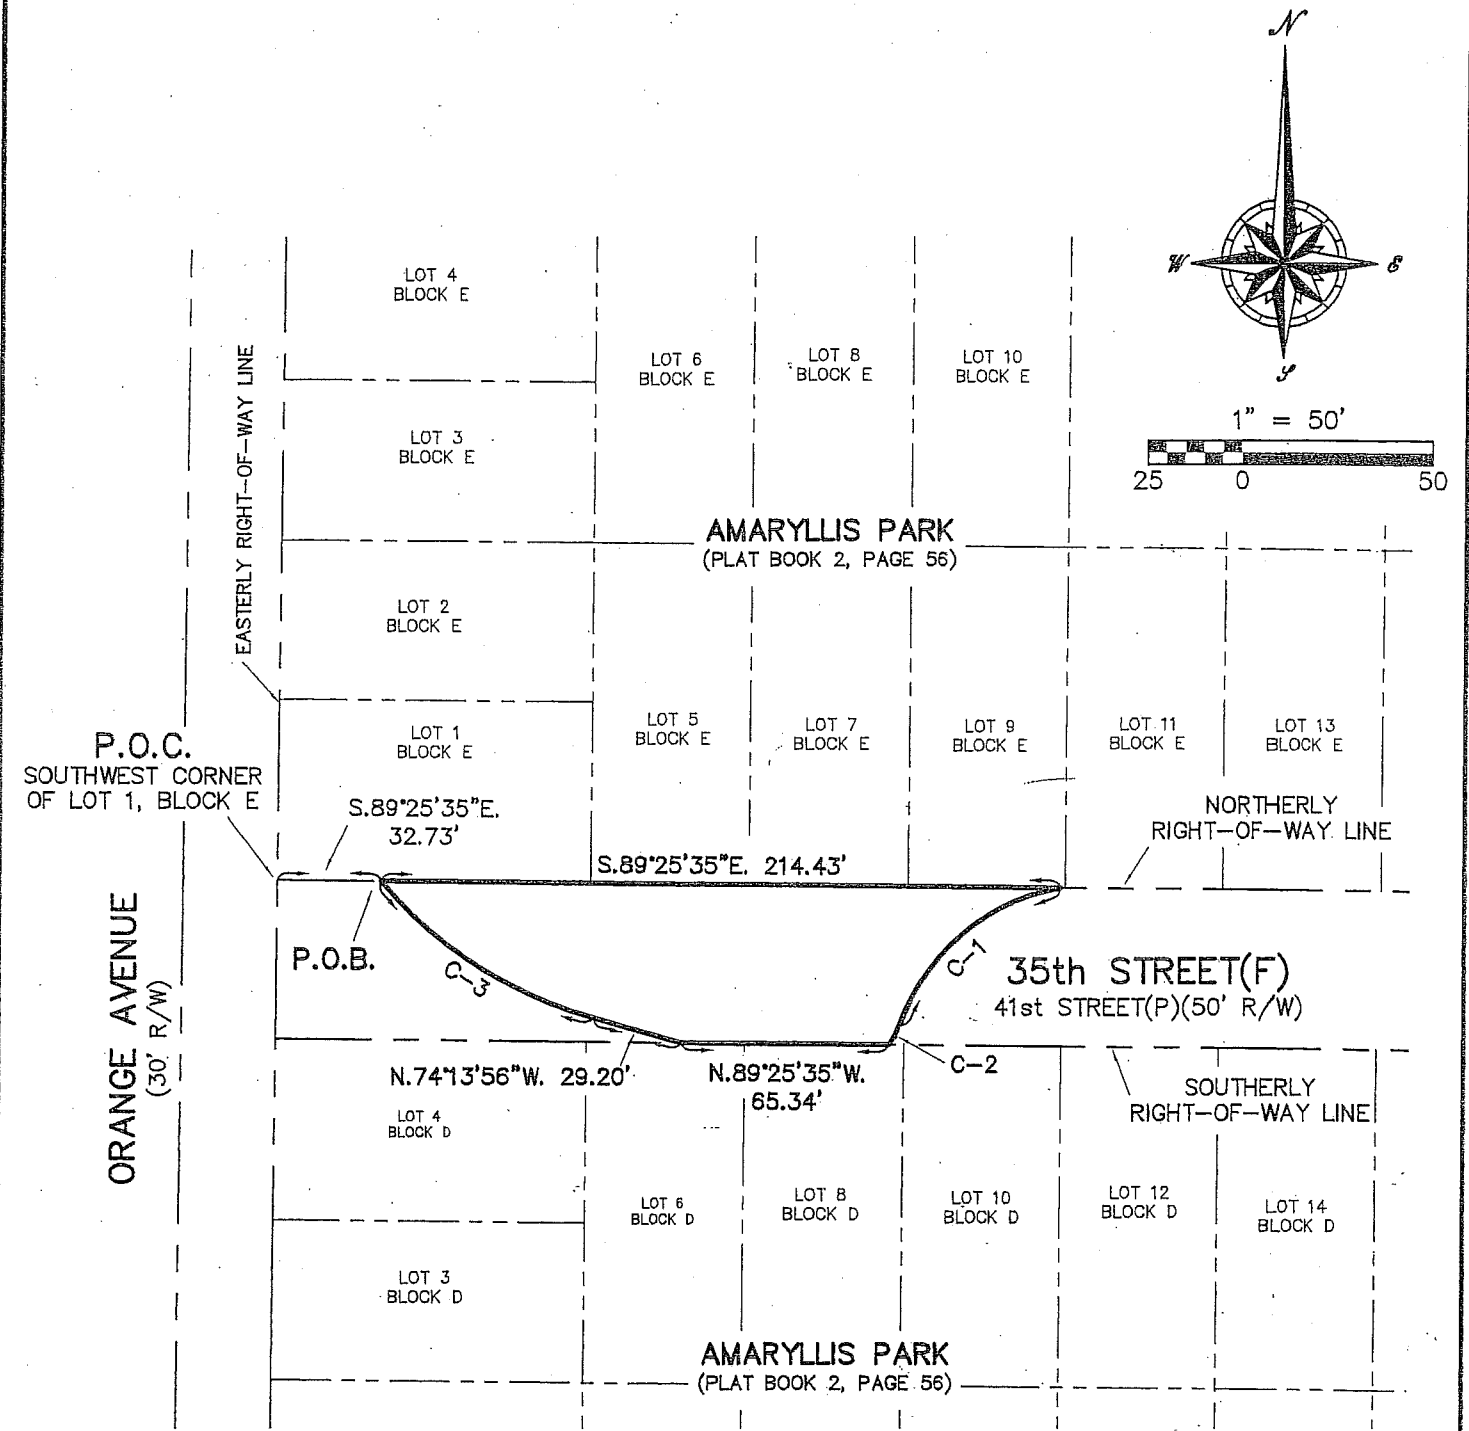 N
W
E
S
1" = 50'
25 0 50
LOT 4
BLOCK E
LOT 6
BLOCK E
LOT 8
BLOCK E
LOT 10
BLOCK E
EASTERLY RIGHT-OF-WAY LINE
LOT 3
BLOCK E
AMARYLLIS PARK
(PLAT BOOK 2, PAGE 56)
LOT 2
BLOCK E
LOT 1
BLOCK E
LOT 5
BLOCK E
LOT 7
BLOCK E
LOT 9
BLOCK E
LOT 11
BLOCK E
LOT 13
BLOCK E
P.O.C.
SOUTHWEST CORNER
OF LOT 1, BLOCK E
S.89°25'35"E.
32.73'
NORTHERLY
RIGHT-OF-WAY LINE
S.89°25'35"E. 214.43'
P.O.B.
C-3
C-1
35th STREET(F)
41st STREET(P)(50' R/W)
ORANGE AVENUE
(30' R/W)
C-2
N.74°13'56"W. 29.20'
N.89°25'35"W.
65.34'
SOUTHERLY
RIGHT-OF-WAY LINE
LOT 4
BLOCK D
LOT 6
BLOCK D
LOT 8
BLOCK D
LOT 10
BLOCK D
LOT 12
BLOCK D
LOT 14
BLOCK D
LOT 3
BLOCK D
AMARYLLIS PARK
(PLAT BOOK 2, PAGE 56)